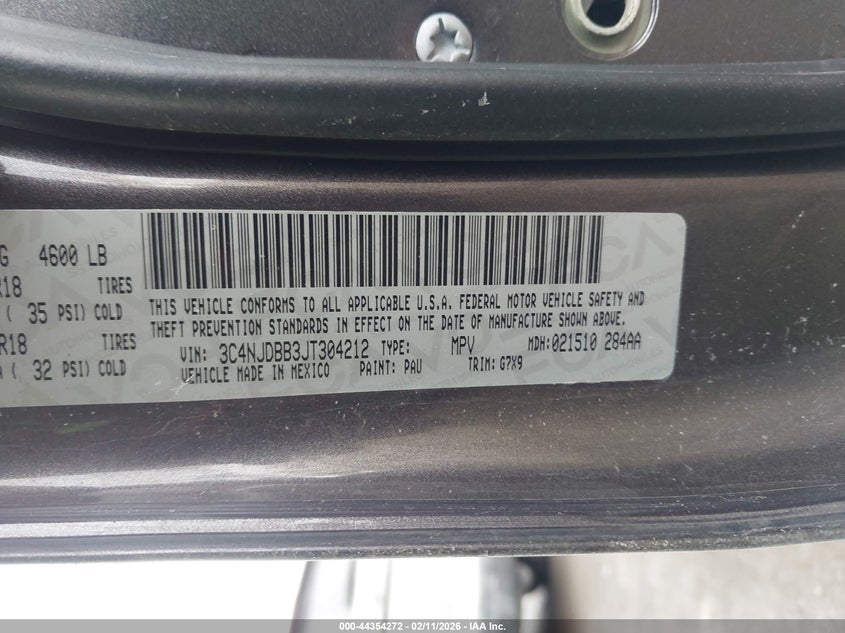 G 4600 LB
R18 TIRES
( 35 PSI) COLD
R18 TIRES
( 32 PSI) COLD
THIS VEHICLE CONFORMS TO ALL APPLICABLE U.S.A. FEDERAL MOTOR VEHICLE SAFETY AND
THEFT PREVENTION STANDARDS IN EFFECT ON THE DATE OF MANUFACTURE SHOWN ABOVE.
VIN: 3C4NJDBB3JT304212 TYPE: MPV MDH: 021510 284AA
VEHICLE MADE IN MEXICO PAINT: PAU TRIM: G7X9
000-44354272 - 02/11/2026 - IAA, Inc.